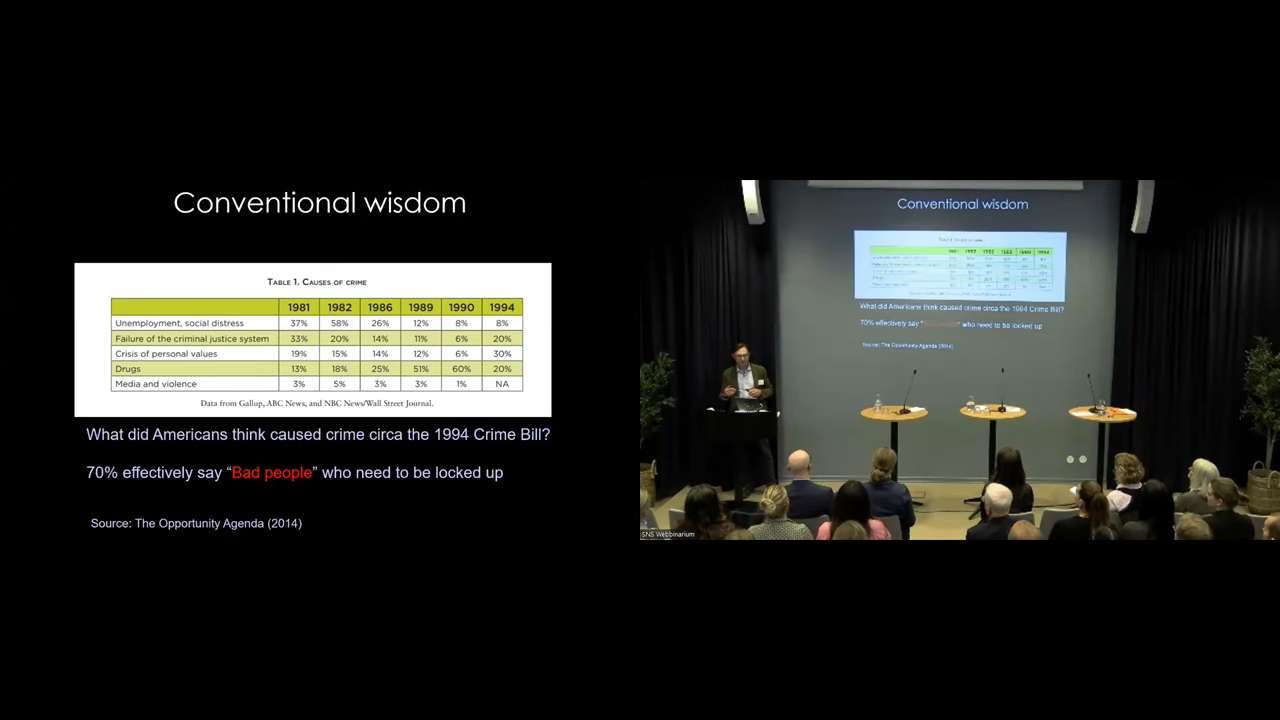 Conventional wisdom
Table 1. Causes of crime
1981 1982 1986 1989 1990 1994
Unemployment, social distress 37% 58% 26% 12% 8% 8%
Failure of the criminal justice system 33% 20% 14% 11% 6% 20%
Crisis of personal values 19% 15% 14% 12% 6% 30%
Drugs 13% 18% 25% 51% 60% 20%
Media and violence 3% 5% 3% 3% 1% NA
Data from Gallup, ABC News, and NBC News/Wall Street Journal.
What did Americans think caused crime circa the 1994 Crime Bill?
70% effectively say “Bad people” who need to be locked up
Source: The Opportunity Agenda (2014)
Conventional wisdom
What did Americans think caused crime circa the 1994 Crime Bill?
70% effectively say "Bad people" who need to be locked up
Source: The Opportunity Agenda (2014)
SNS Webbinarium